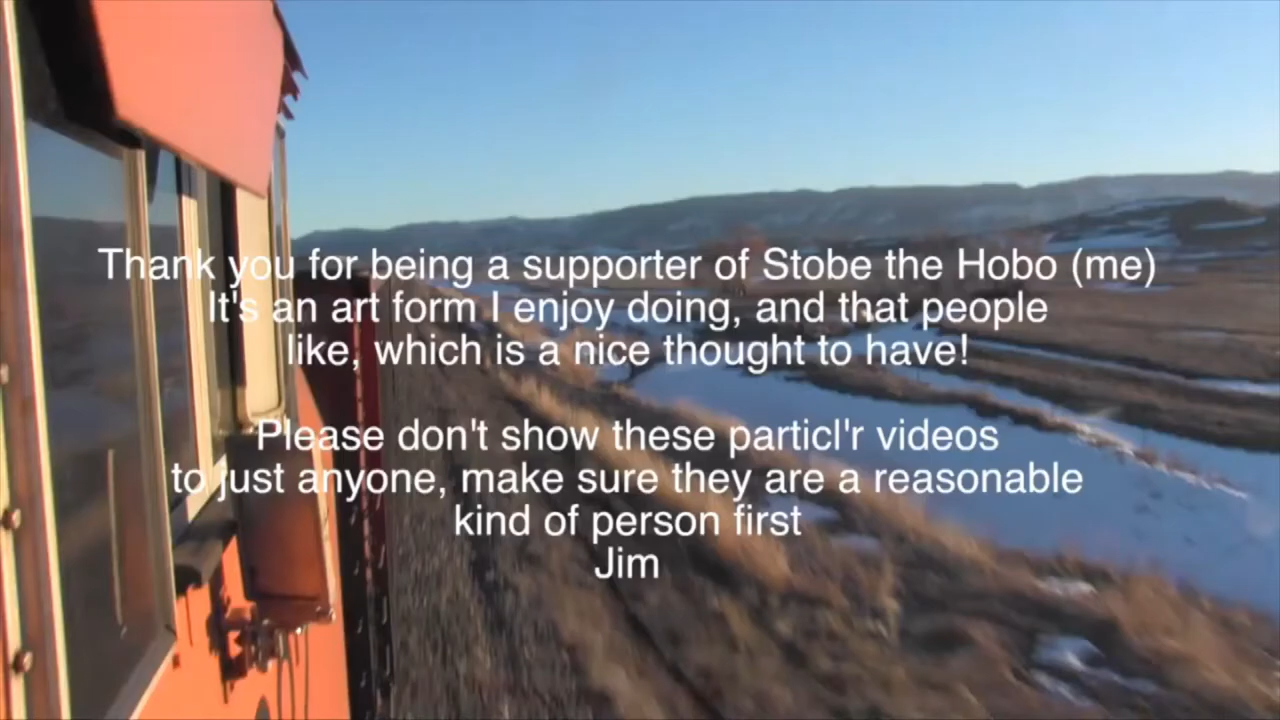 Thank you for being a supporter of Stobe the Hobo (me)
It's an art form I enjoy doing, and that people
like, which is a nice thought to have!
Please don't show these particl'r videos
to just anyone, make sure they are a reasonable
kind of person first
Jim